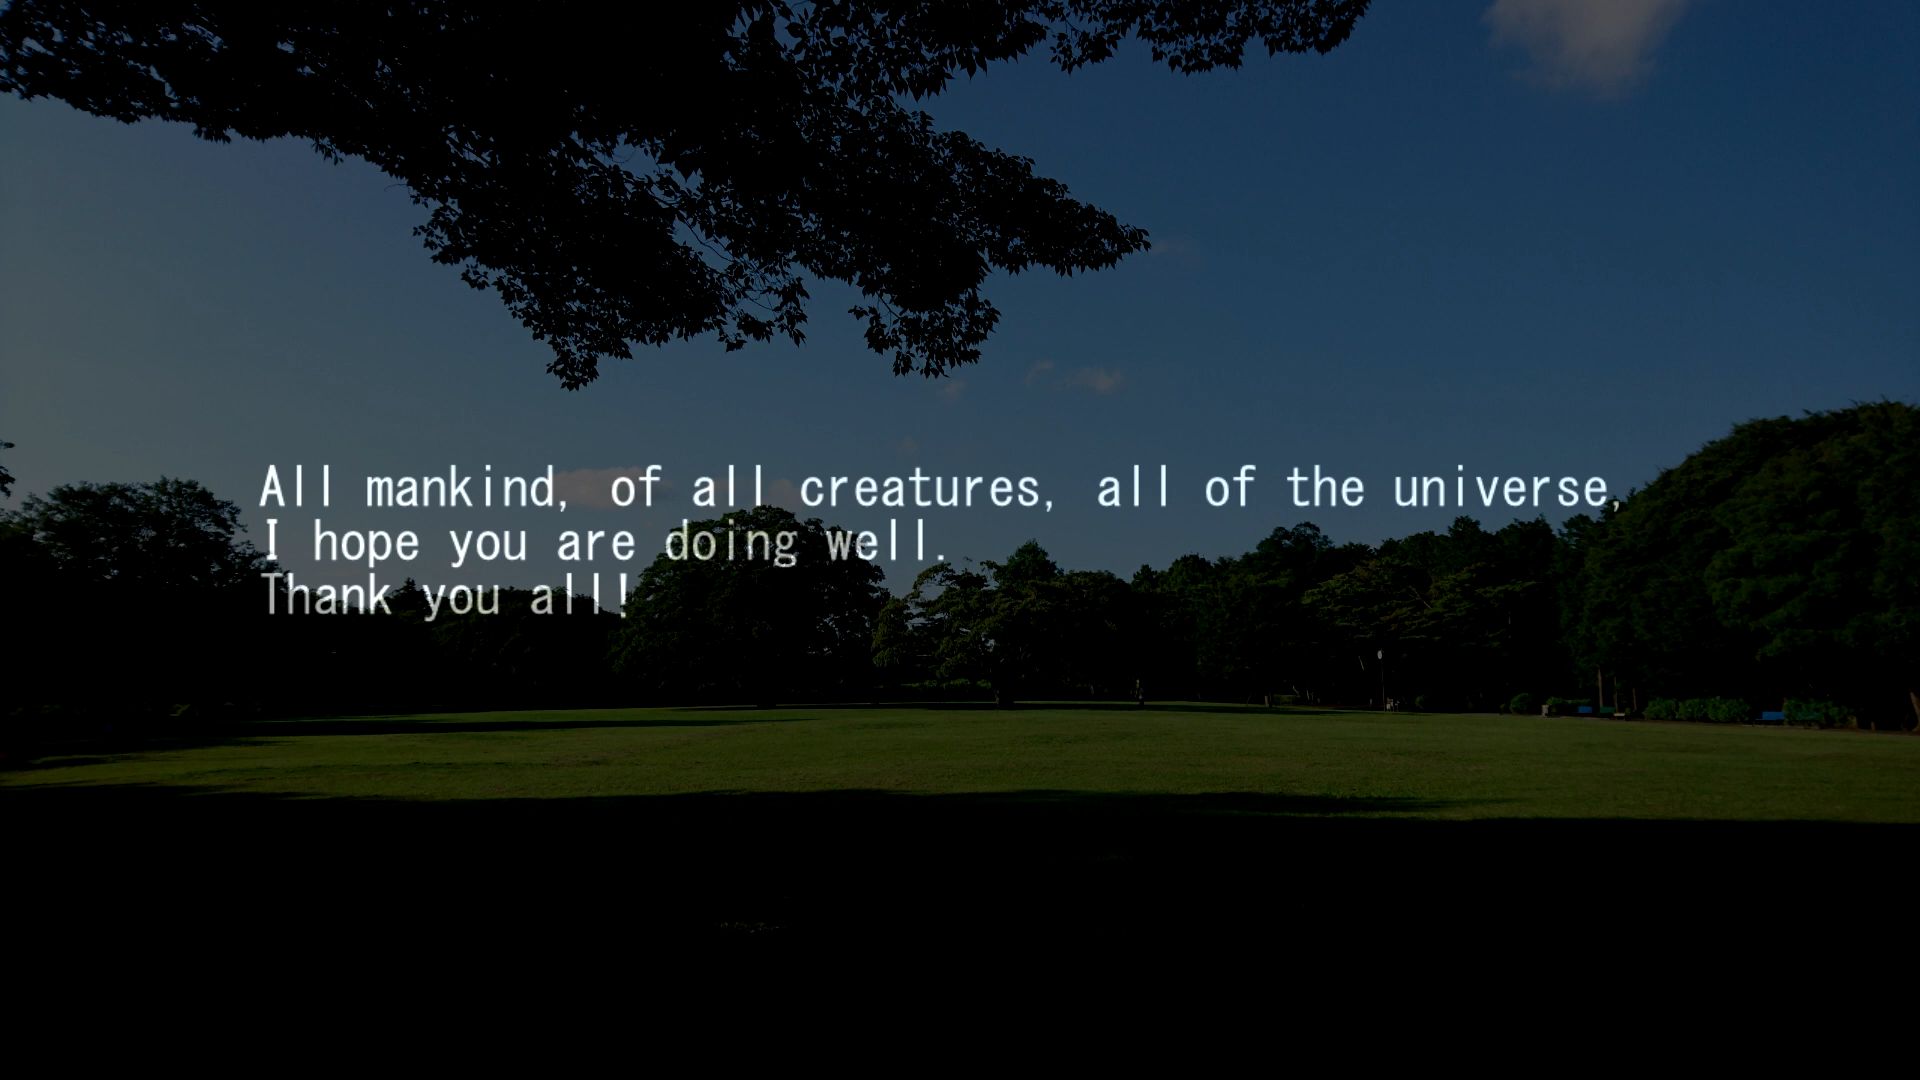 All mankind, of all creatures, all of the universe,
I hope you are doing well.
Thank you all!